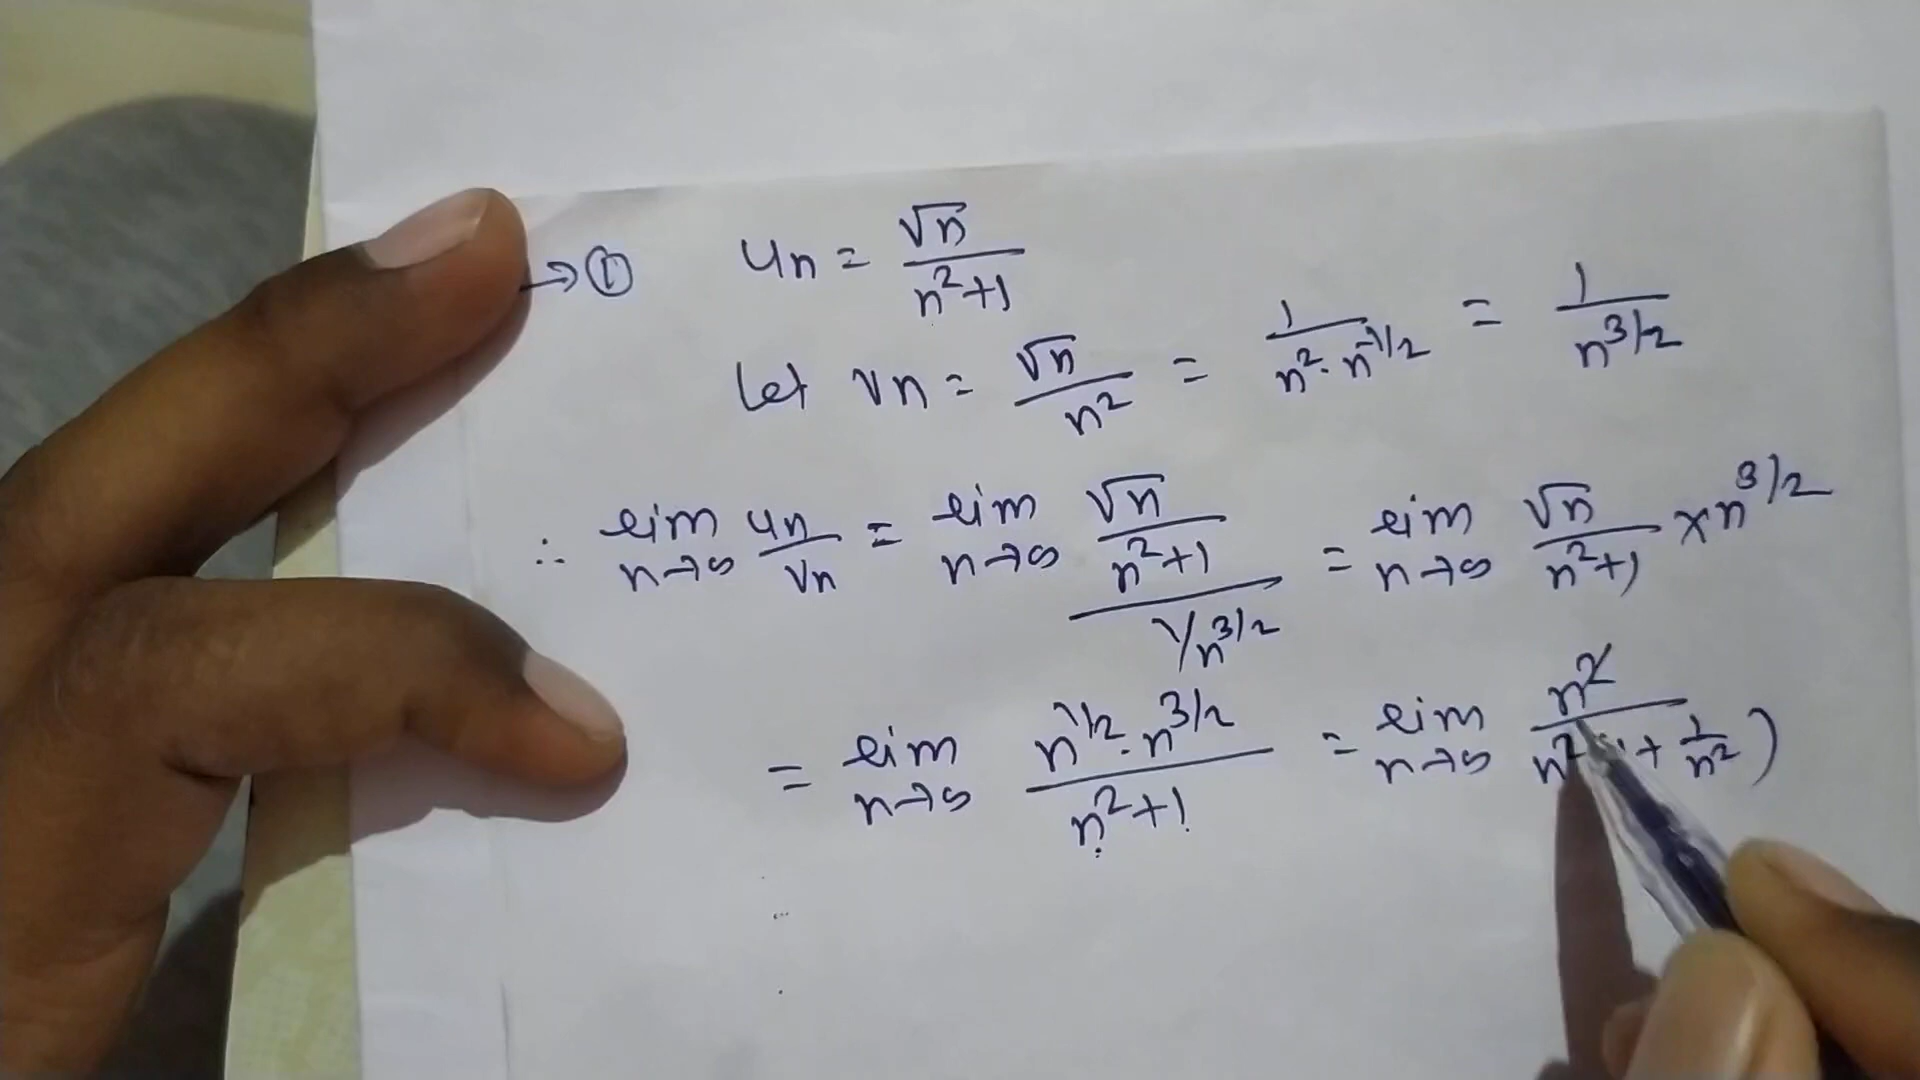 → ① un = √n / n²+1
Let vn = √n / n² = 1 / n².n^-1/2 = 1 / n^3/2
∴ lim n→∞ un / vn = lim n→∞ √n / n²+1 / 1/n^3/2 = lim n→∞ √n / n²+1 × n^3/2
= lim n→∞ n^1/2 . n^3/2 / n²+1 = lim n→∞ n² / n² + 1/n² )